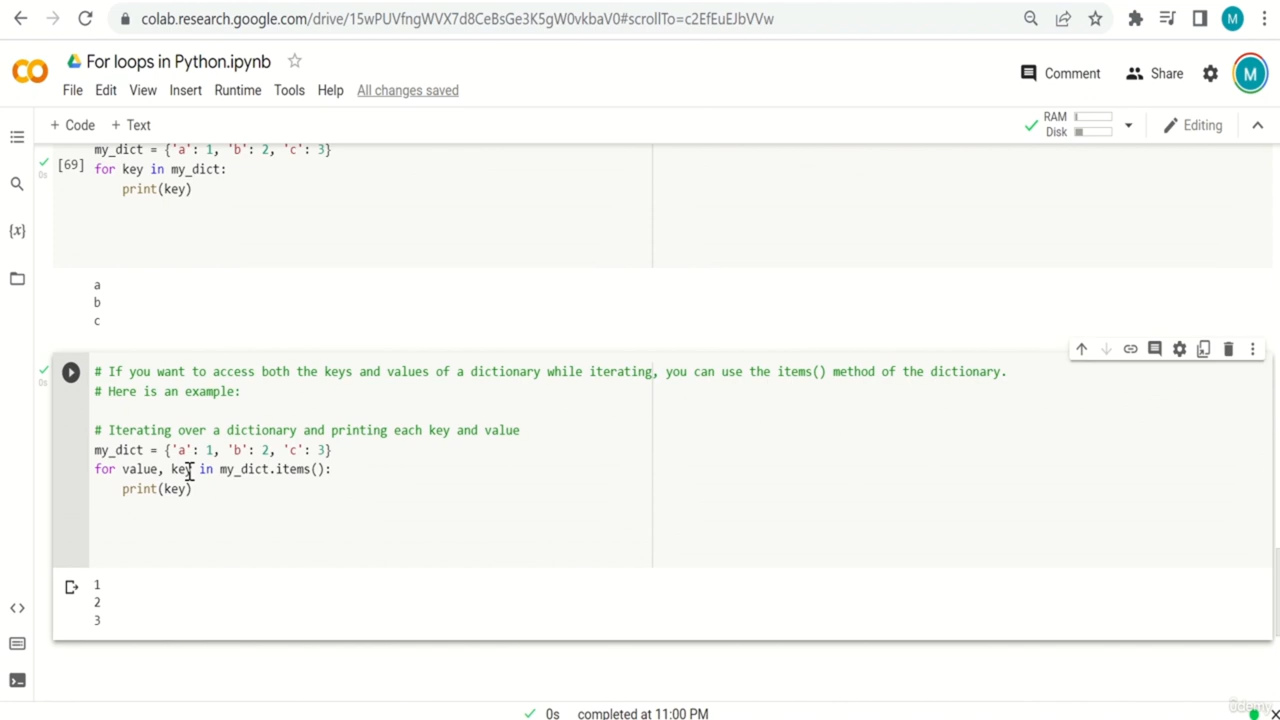 colab.research.google.com/drive/15wPUVfngWVX7d8CeBsGe3K5gW0vkbaV0#scrollTo=c2EfEuEJbVVw
M
For loops in Python.ipynb
Comment
Share
M
File Edit View Insert Runtime Tools Help All changes saved
+ Code + Text
RAM
Disk
Editing
my_dict = {'a': 1, 'b': 2, 'c': 3}
[69] for key in my_dict:
0s
print(key)
{x}
a
b
c
# If you want to access both the keys and values of a dictionary while iterating, you can use the items() method of the dictionary.
0s
# Here is an example:
# Iterating over a dictionary and printing each key and value
my_dict = {'a': 1, 'b': 2, 'c': 3}
for value, key in my_dict.items():
print(key)
1
2
3
0s completed at 11:00 PM
udemy